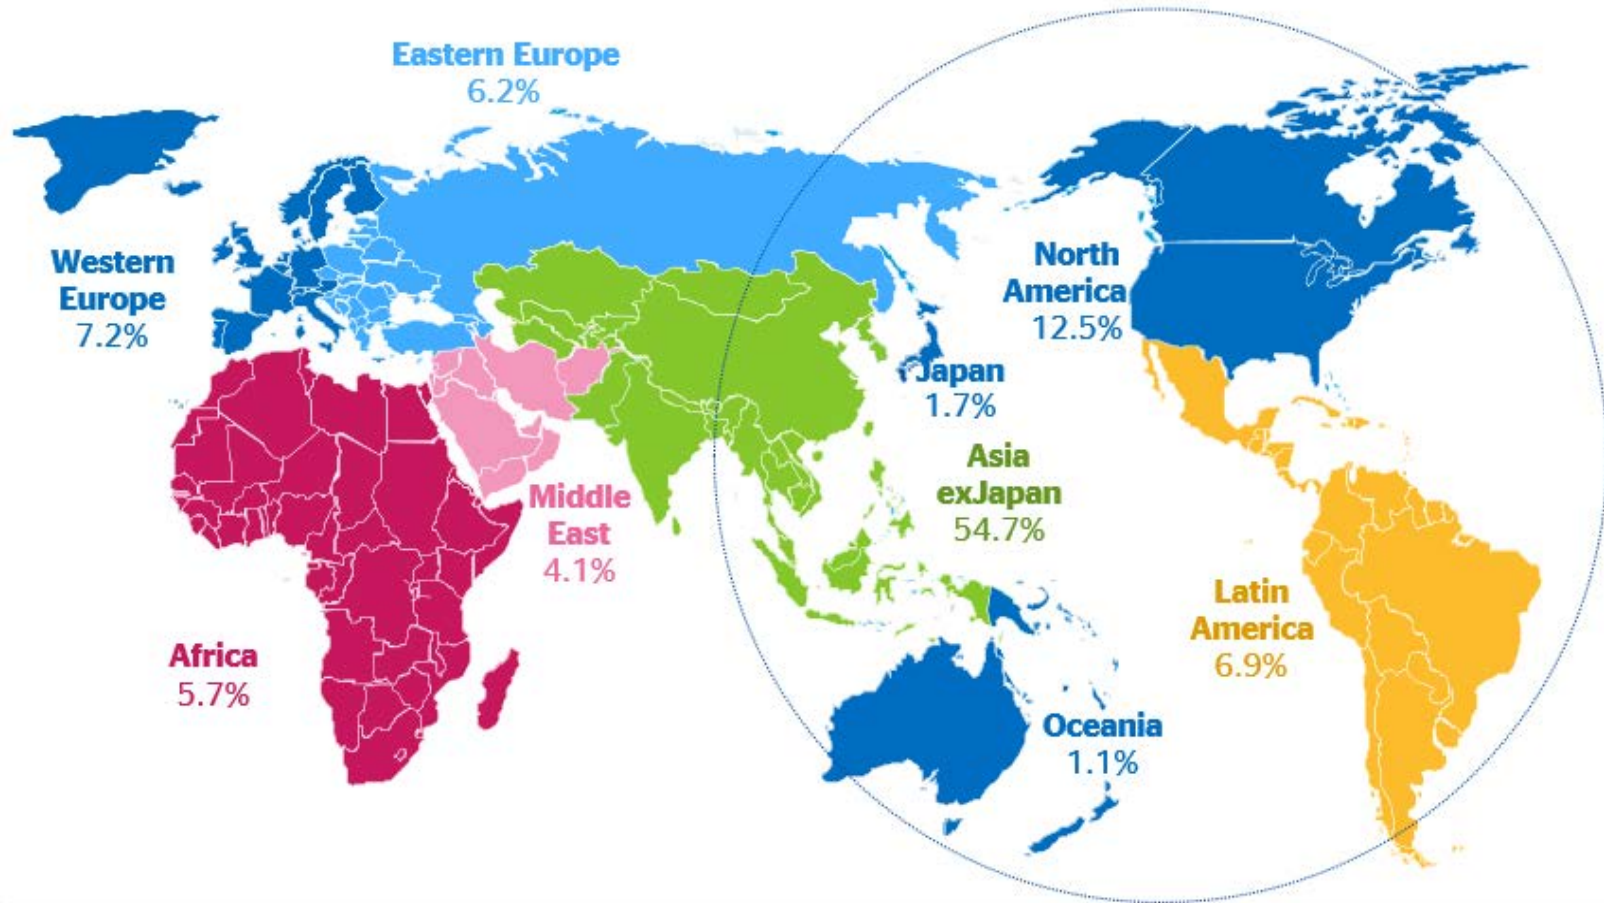 Eastern Europe
6.2%
Western
Europe
7.2%
North
America
12.5%
Japan
1.7%
Asia
exJapan
54.7%
Middle
East
4.1%
Latin
America
6.9%
Africa
5.7%
Oceania
1.1%